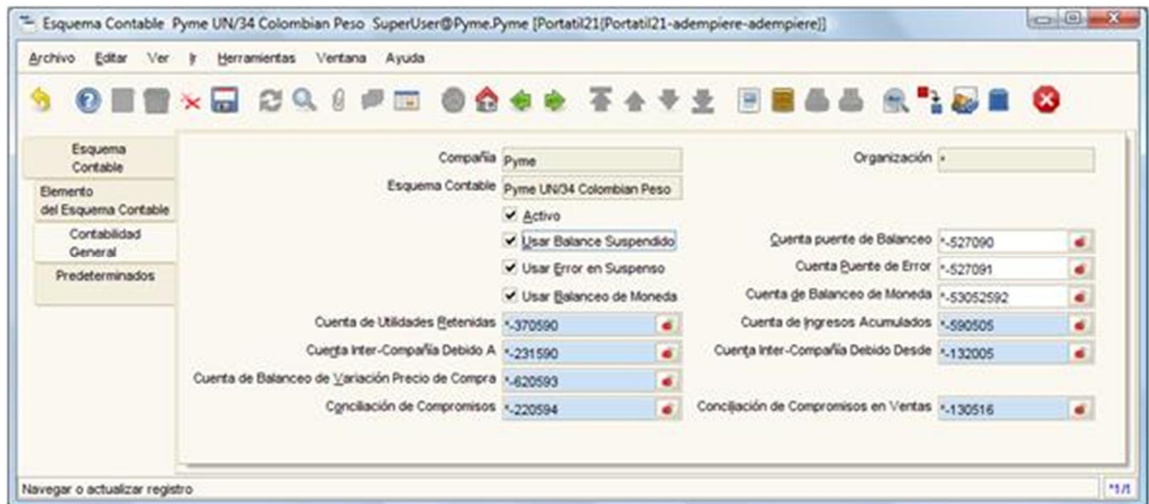 Esquema Contable Pyme UN/34 Colombian Peso SuperUser@Pyme.Pyme [Portatil21{Portatil21-adempiere-adempiere}]
Archivo Editar Ver Ir Herramientas Ventana Ayuda
Esquema
Contable
Elemento
del Esquema Contable
Contabilidad
General
Predeterminados
Compañia Pyme Organización *
Esquema Contable Pyme UN/34 Colombian Peso
Activo
Usar Balance Suspendido Cuenta puente de Balanceo *-527090
Usar Error en Suspenso Cuenta Puente de Error *-527091
Usar Balanceo de Moneda Cuenta de Balanceo de Moneda *-53052592
Cuenta de Utilidades Retenidas *-370590 Cuenta de Ingresos Acumulados *-590505
Cuenta Inter-Compañia Debido A *-231590 Cuenta Inter-Compañia Debido Desde *-132005
Cuenta de Balanceo de Variación Precio de Compra *-620593
Conciliación de Compromisos *-220594 Conciliación de Compromisos en Ventas *-130516
Navegar o actualizar registro *1/1